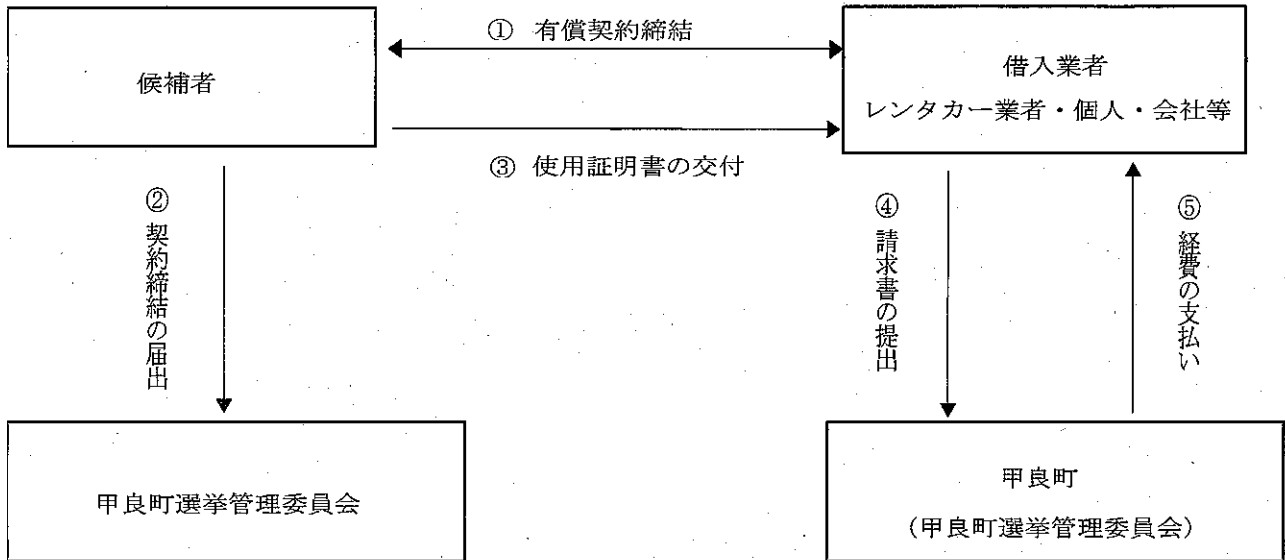 ① 有償契約締結
候補者
借入業者
レンタカー業者・個人・会社等
③ 使用証明書の交付
② 契約締結の届出
④ 請求書の提出
⑤ 経費の支払い
甲良町選挙管理委員会
甲良町
(甲良町選挙管理委員会)